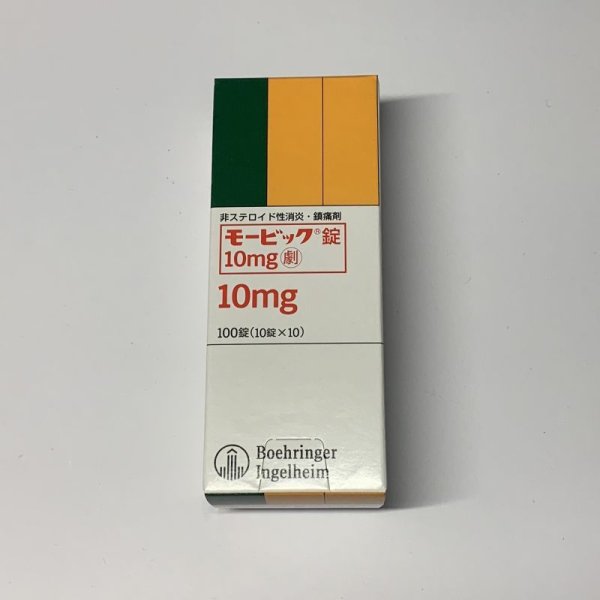 非ステロイド性消炎・鎮痛剤
モービック®錠
10mg 劇
10mg
100錠(10錠×10)
Boehringer
Ingelheim